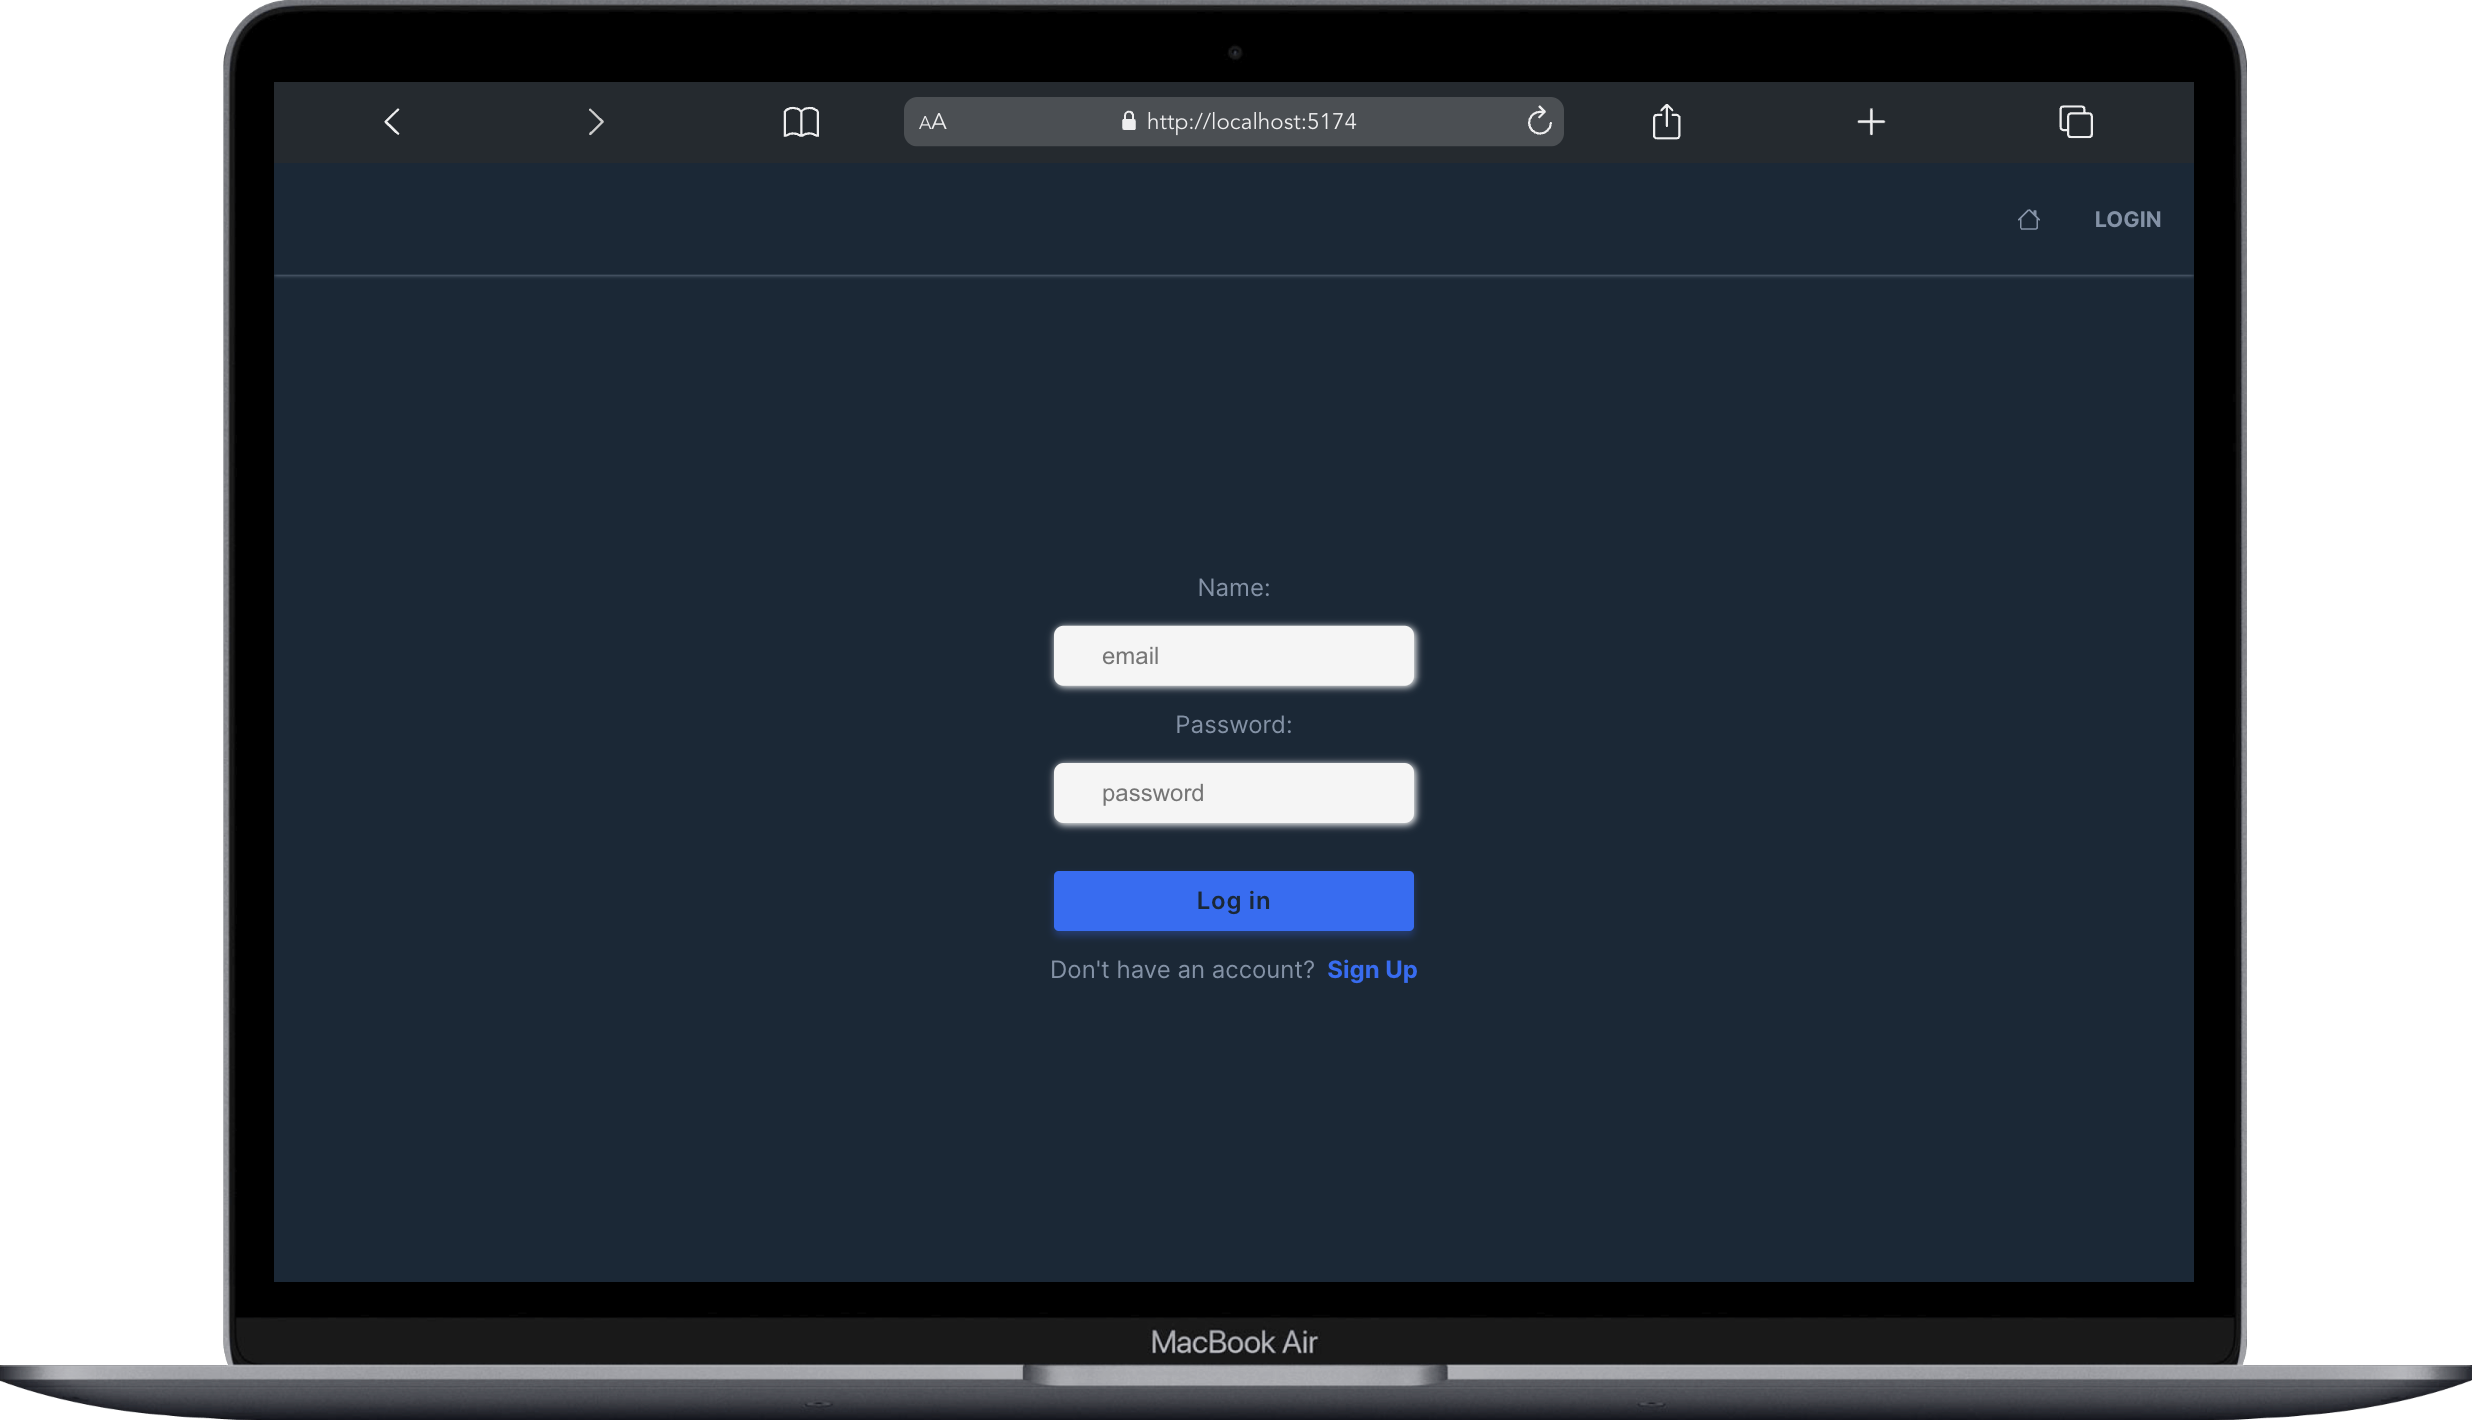 AA http://localhost:5174
LOGIN
Name:
email
Password:
password
Log in
Don't have an account? Sign Up
MacBook Air